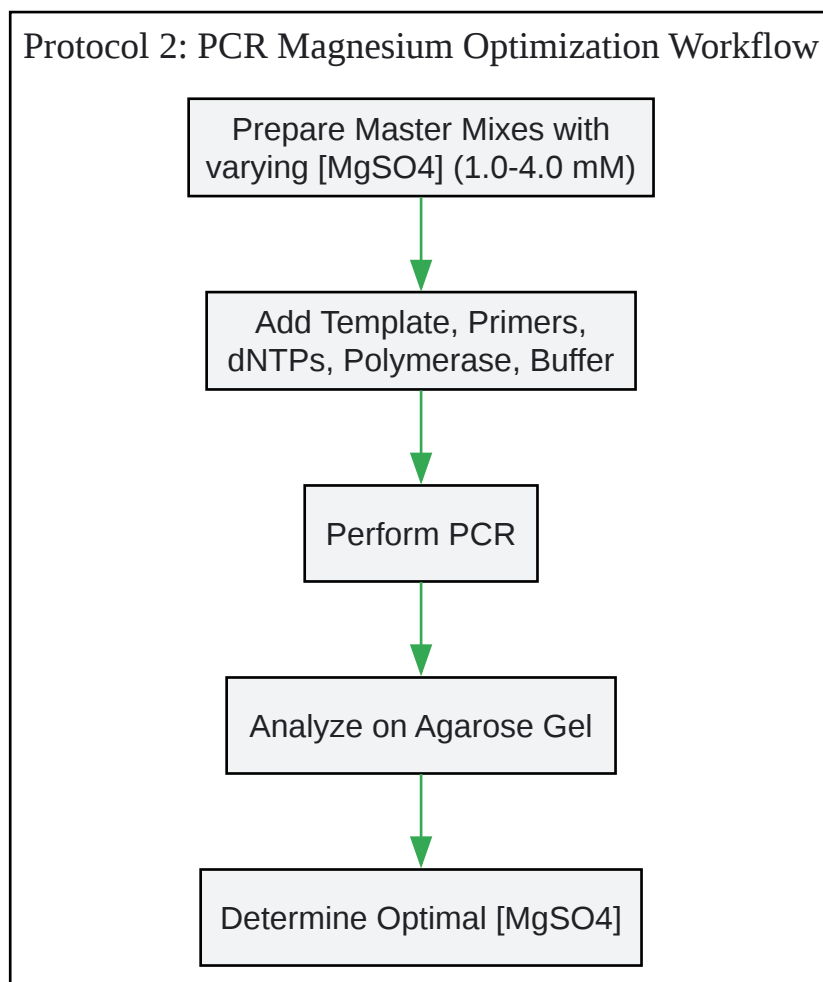 Protocol 2: PCR Magnesium Optimization Workflow
Prepare Master Mixes with
varying [MgSO4] (1.0-4.0 mM)
Add Template, Primers,
dNTPs, Polymerase, Buffer
Perform PCR
Analyze on Agarose Gel
Determine Optimal [MgSO4]